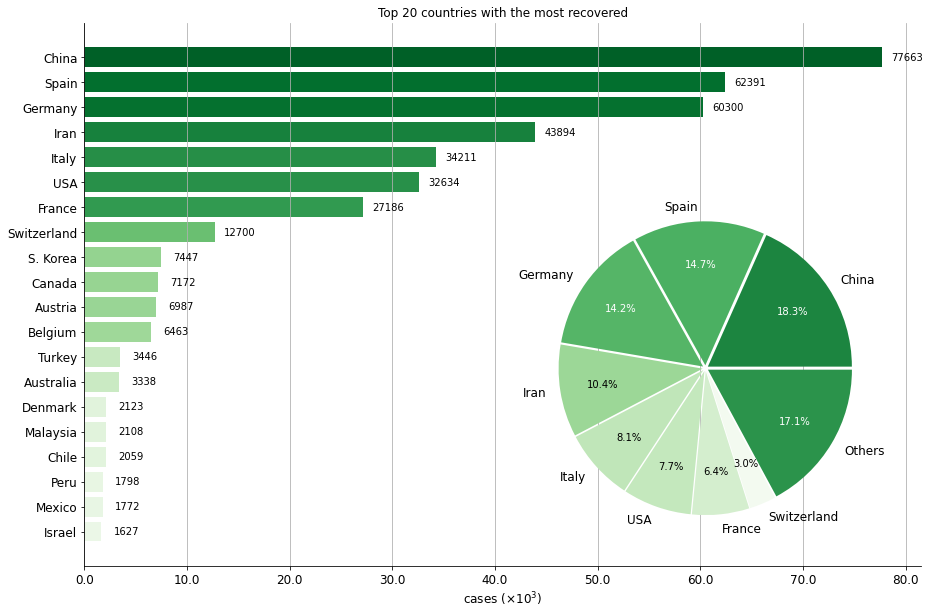 Top 20 countries with the most recovered
China 77663
Spain 62391
Germany 60300
Iran 43894
Italy 34211
USA 32634
France 27186
Switzerland 12700
S. Korea 7447
Canada 7172
Austria 6987
Belgium 6463
Turkey 3446
Australia 3338
Denmark 2123
Malaysia 2108
Chile 2059
Peru 1798
Mexico 1772
Israel 1627
0.0 10.0 20.0 30.0 40.0 50.0 60.0 70.0 80.0
cases (×10³)
China 18.3%
Spain 14.7%
Germany 14.2%
Iran 10.4%
Italy 8.1%
USA 7.7%
France 6.4%
Switzerland 3.0%
Others 17.1%